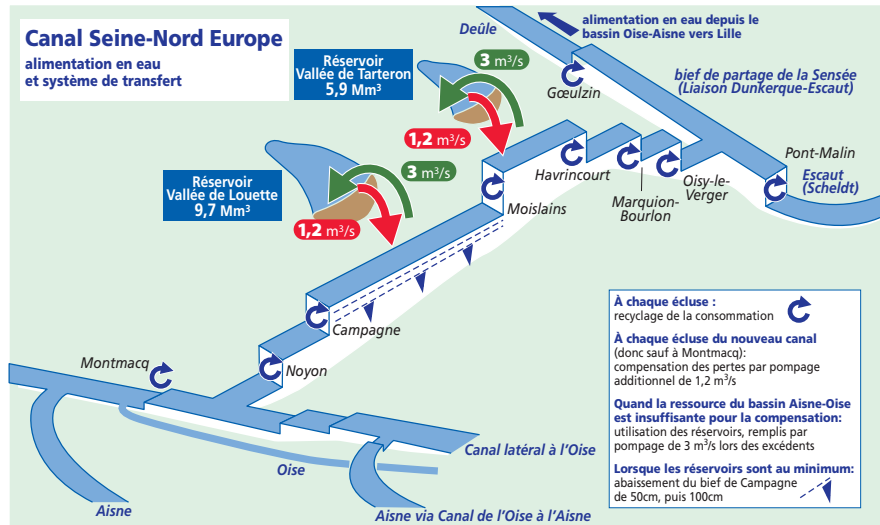 Canal Seine-Nord Europe
alimentation en eau
et système de transfert
Réservoir
Vallée de Tarteron
5,9 Mm³
3 m³/s
1,2 m³/s
Réservoir
Vallée de Louette
9,7 Mm³
3 m³/s
1,2 m³/s
Deûle
alimentation en eau depuis le
bassin Oise-Aisne vers Lille
Gœulzin
bief de partage de la Sensée
(Liaison Dunkerque-Escaut)
Pont-Malin
Escaut
(Scheldt)
Oisy-le-
Verger
Marquion-
Bourlon
Havrincourt
Moislains
Campagne
Noyon
Montmacq
Canal latéral à l'Oise
Oise
Aisne
Aisne via Canal de l'Oise à l'Aisne
À chaque écluse :
recyclage de la consommation
À chaque écluse du nouveau canal
(donc sauf à Montmacq):
compensation des pertes par pompage
additionnel de 1,2 m³/s
Quand la ressource du bassin Aisne-Oise
est insuffisante pour la compensation:
utilisation des réservoirs, remplis par
pompage de 3 m³/s lors des excédents
Lorsque les réservoirs sont au minimum:
abaissement du bief de Campagne
de 50cm, puis 100cm